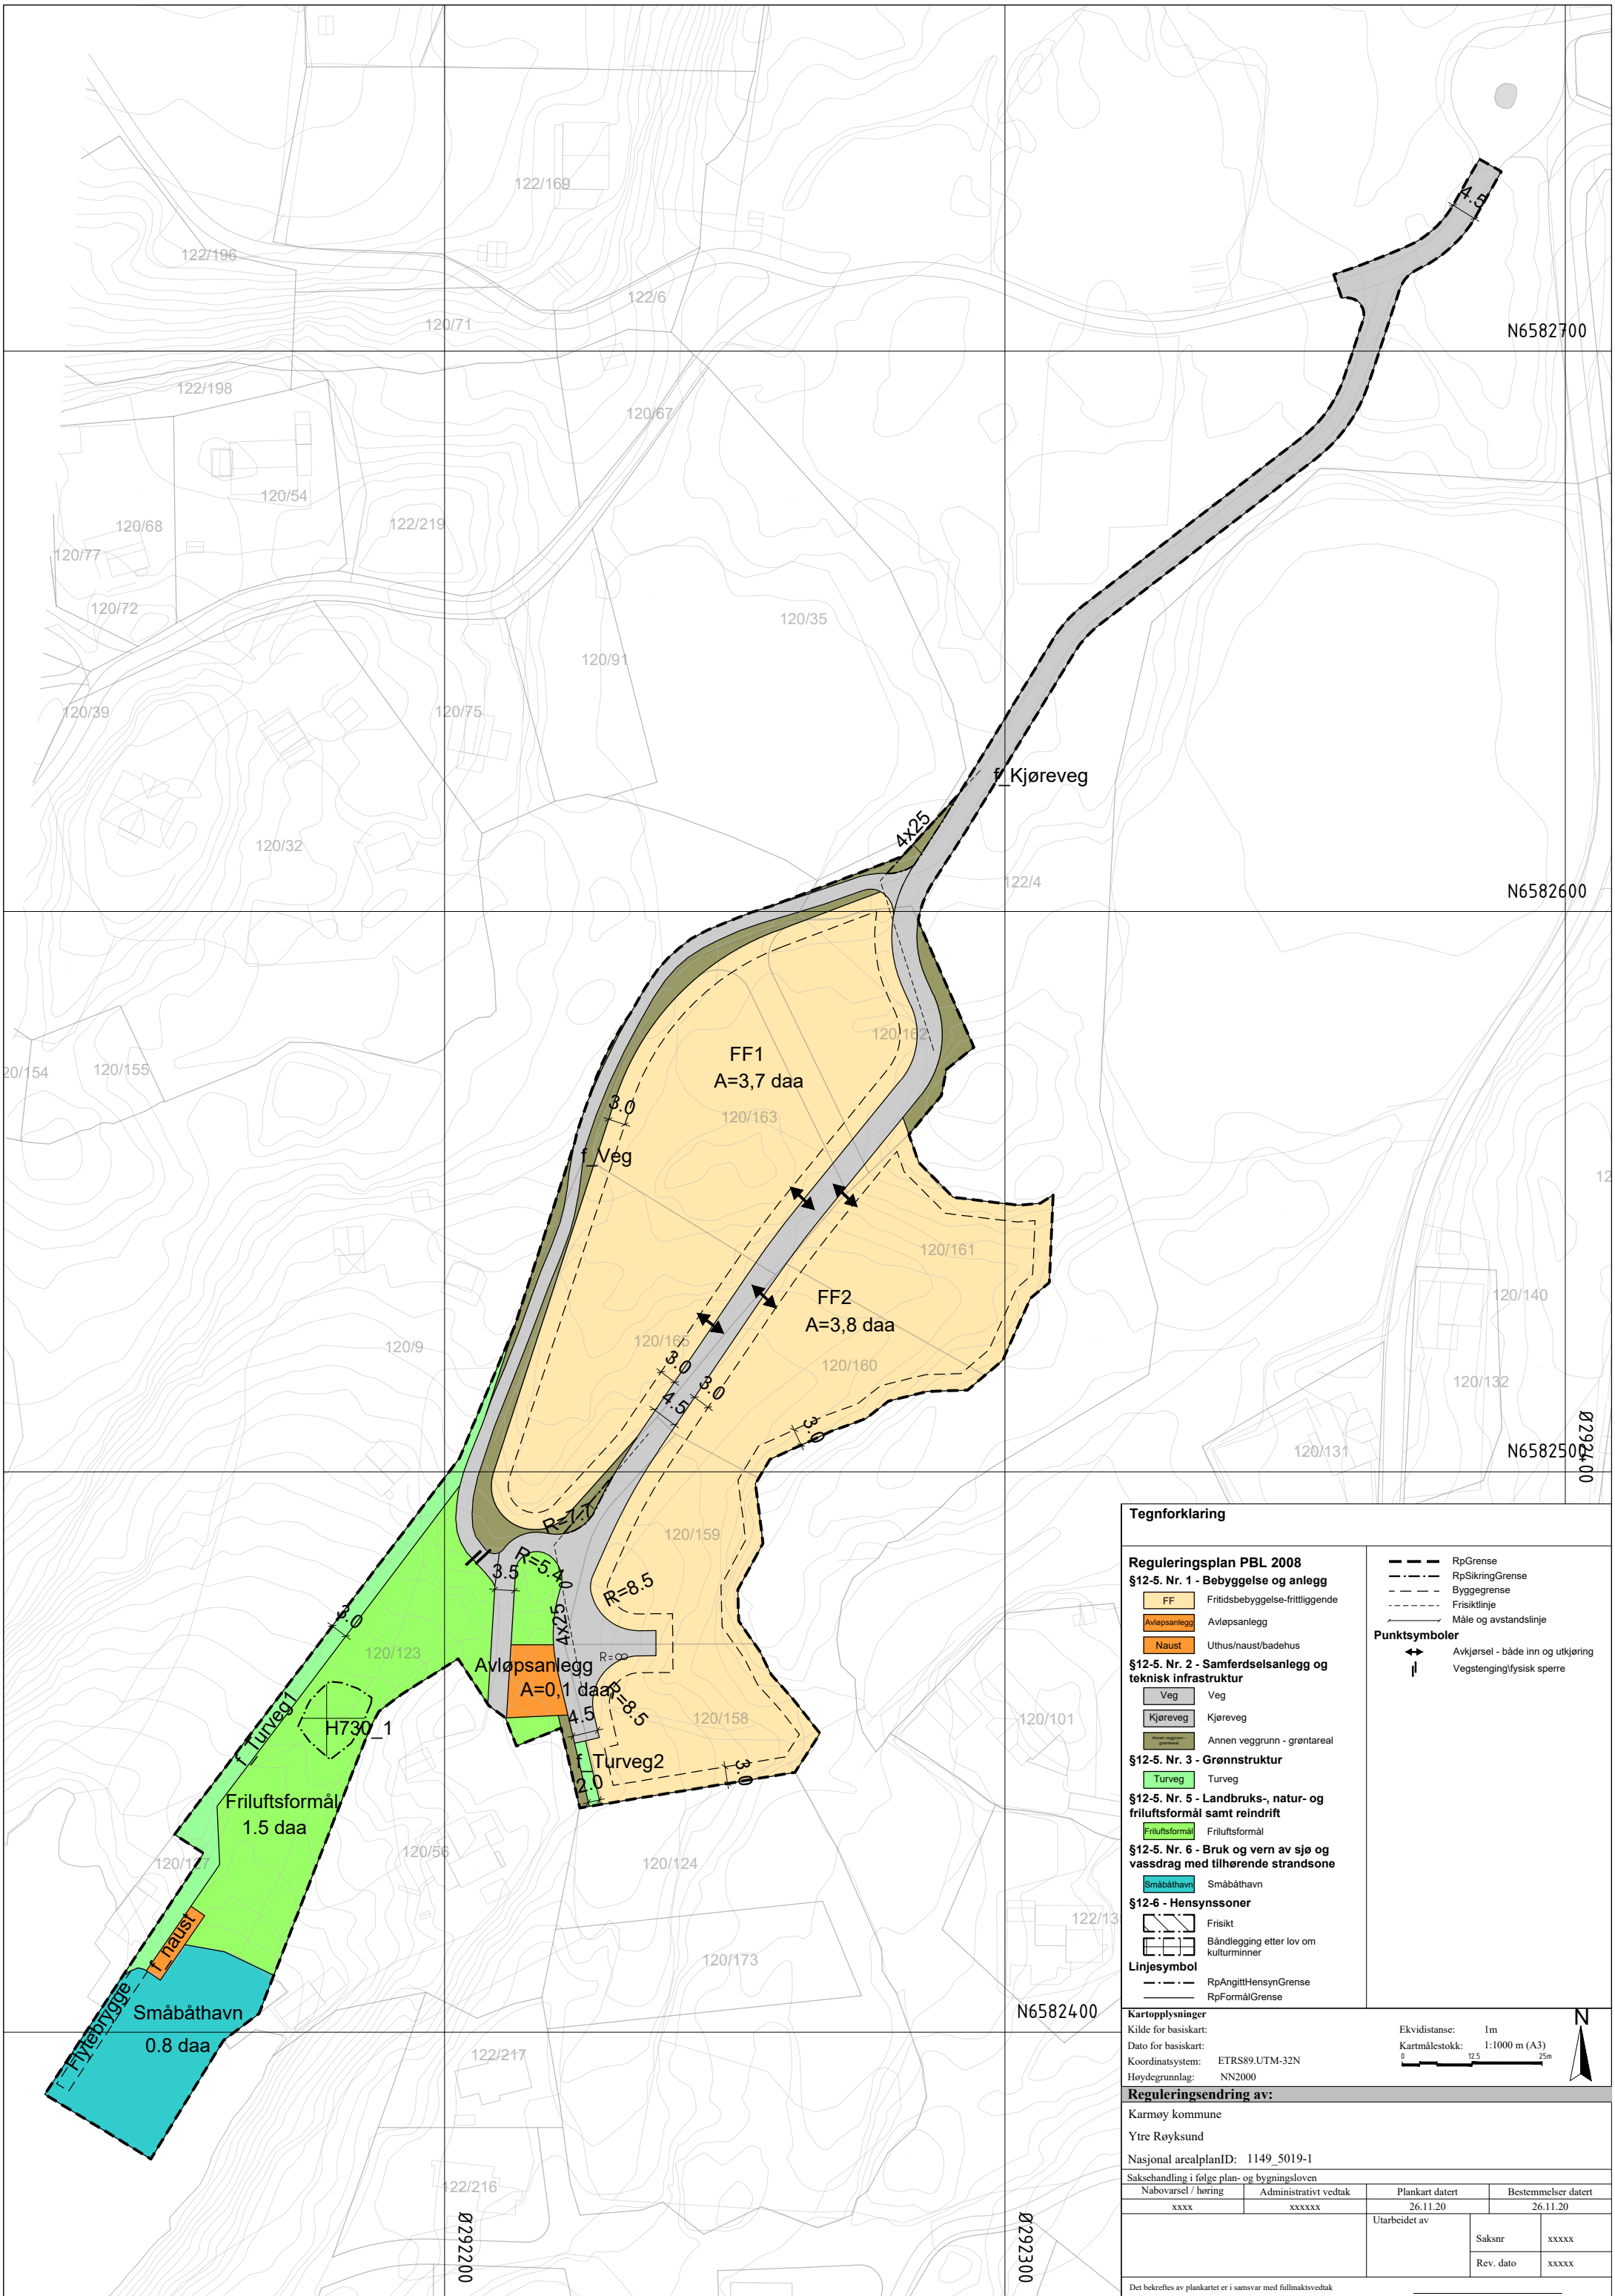 122/169
122/196
122/6
120/71
4.5
N6582700
122/198
120/67
120/54
120/68
122/219
120/77
120/72
120/35
120/91
120/39
120/75
f_Kjøreveg
4x25
120/32
122/4
N6582600
120/162
FF1
A=3,7 daa
20/154
120/155
3.0
120/163
f_Veg
120/161
FF2
A=3,8 daa
120/140
120/9
120/165
120/160
3.0
3.0
4.5
3.0
120/132
120/131
N6582500
Ø292400
R=7.7
120/159
R=5.4
3.5
R=8.5
4x25
3.0
120/123
Avløpsanlegg
A=0,1 daa
R=∞
R=8.5
4.5
120/158
120/101
H730_1
f_Turveg1
f_Turveg2
2.0
3.0
Friluftsformål
1.5 daa
120/127
120/56
120/124
f_naust
120/173
f_Flytebrygge
Småbåthavn
0.8 daa
N6582400
122/217
122/216
Ø292200
Ø292300
Tegnforklaring
Reguleringsplan PBL 2008
§12-5. Nr. 1 - Bebyggelse og anlegg
FF Fritidsbebyggelse-frittliggende
Avløpsanlegg Avløpsanlegg
Naust Uthus/naust/badehus
§12-5. Nr. 2 - Samferdselsanlegg og
teknisk infrastruktur
Veg Veg
Kjøreveg Kjøreveg
Annen veggrunn - grøntareal
§12-5. Nr. 3 - Grønnstruktur
Turveg Turveg
§12-5. Nr. 5 - Landbruks-, natur- og
friluftsformål samt reindrift
Friluftsformål Friluftsformål
§12-5. Nr. 6 - Bruk og vern av sjø og
vassdrag med tilhørende strandsone
Småbåthavn Småbåthavn
§12-6 - Hensynssoner
Frisikt
Båndlegging etter lov om
kulturminner
Linjesymbol
RpAngittHensynGrense
RpFormålGrense
RpGrense
RpSikringGrense
Byggegrense
Frisiktlinje
Måle og avstandslinje
Punktsymboler
Avkjørsel - både inn og utkjøring
Vegstenging\fysisk sperre
Kartopplysninger
Kilde for basiskart:
Dato for basiskart:
Koordinatsystem: ETRS89.UTM-32N
Høydegrunnlag: NN2000
Ekvidistanse: 1m
Kartmålestokk: 1:1000 m (A3)
0 12.5 25m
N
Reguleringsendring av:
Karmøy kommune
Ytre Røyksund
Nasjonal arealplanID: 1149_5019-1
Saksehandling i følge plan- og bygningsloven
Nabovarsel / høring Administrativt vedtak Plankart datert Bestemmelser datert
xxxx xxxxxx 26.11.20 26.11.20
Utarbeidet av
Saksnr xxxxx
Rev. dato xxxxx
Det bekreftes av plankartet er i samsvar med fullmaktsvedtak